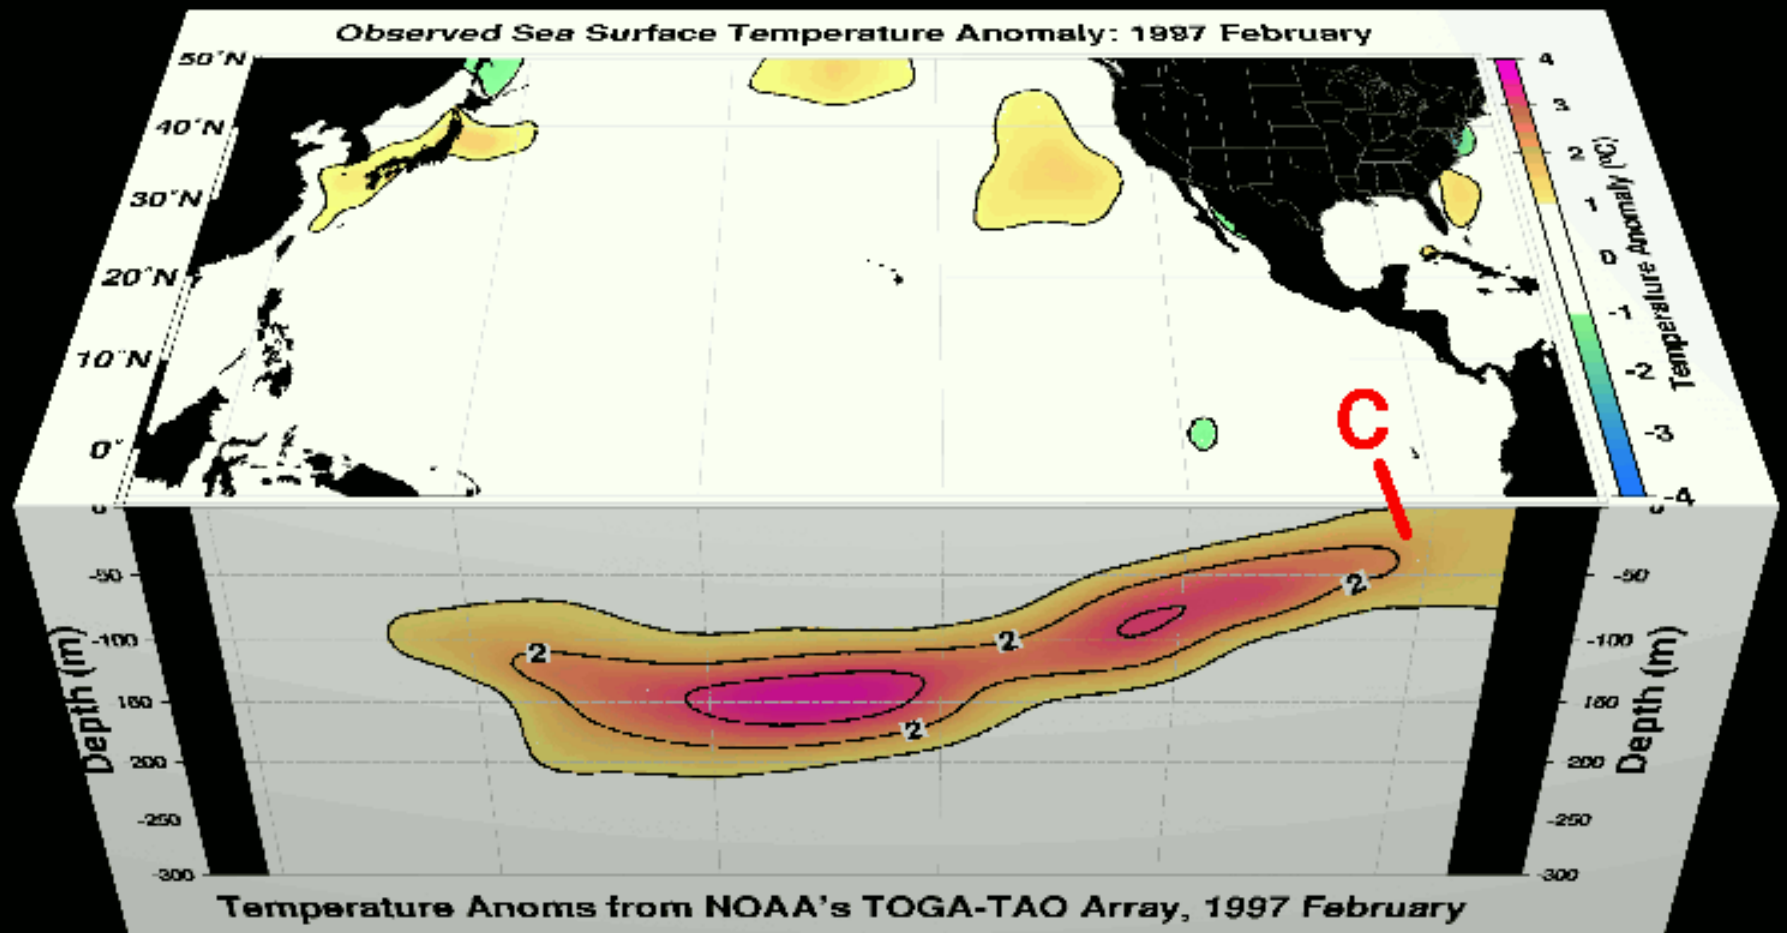 Observed Sea Surface Temperature Anomaly: 1997 February
50°N
40°N
30°N
20°N
10°N
0°
4
3
2
1
0
-1
-2
-3
-4
Temperature Anomaly (°C)
C
0
-50
-100
150
200
-250
-300
Depth (m)
2
2
2
2
0
-50
-100
150
200
-250
-300
Depth (m)
Temperature Anoms from NOAA's TOGA-TAO Array, 1997 February